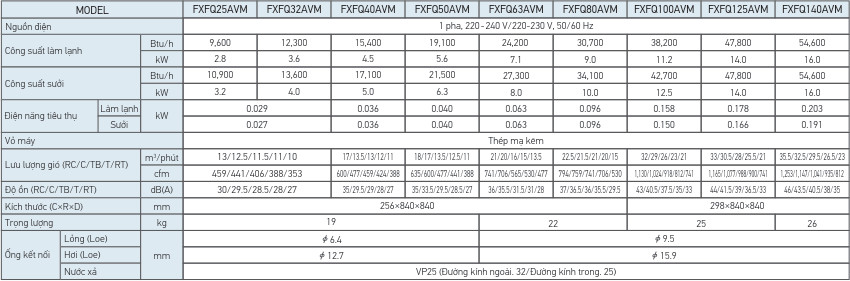 MODEL FXFQ25AVM FXFQ32AVM FXFQ40AVM FXFQ50AVM FXFQ63AVM FXFQ80AVM FXFQ100AVM FXFQ125AVM FXFQ140AVM
Nguồn điện 1 pha, 220-240 V/220-230 V, 50/60 Hz
Công suất làm lạnh Btu/h 9,600 12,300 15,400 19,100 24,200 30,700 38,200 47,800 54,600
kW 2.8 3.6 4.5 5.6 7.1 9.0 11.2 14.0 16.0
Công suất sưởi Btu/h 10,900 13,600 17,100 21,500 27,300 34,100 42,700 47,800 54,600
kW 3.2 4.0 5.0 6.3 8.0 10.0 12.5 14.0 16.0
Điện năng tiêu thụ Làm lạnh kW 0.029 0.036 0.040 0.063 0.096 0.158 0.178 0.203
Sưởi 0.027 0.036 0.040 0.063 0.096 0.150 0.166 0.191
Vỏ máy Thép mạ kẽm
Lưu lượng gió (RC/C/TB/T/RT) m³/phút 13/12.5/11.5/11/10 17/13.5/13/12/11 18/17/13.5/12.5/11 21/20/16/15/13.5 22.5/21.5/21/20/15 32/29/26/23/21 33/30.5/28/25.5/21 35.5/32.5/29.5/26.5/23
cfm 459/441/406/388/353 600/477/459/424/388 635/600/477/441/388 741/706/565/530/477 794/759/741/706/530 1,130/1,024/918/812/741 1,165/1,077/988/900/741 1,253/1,147/1,041/935/812
Độ ồn (RC/C/TB/T/RT) dB(A) 30/29.5/28.5/28/27 35/29.5/29/28/27 35/33.5/29.5/28.5/27 36/35.5/31.5/31/28 37/36.5/36/35.5/29.5 43/40.5/37.5/35/33 44/41.5/39/36.5/33 46/43.5/40.5/38/35
Kích thước (C×R×D) mm 256×840×840 298×840×840
Trọng lượng kg 19 22 25 26
Ống kết nối Lỏng (Loe) mm ϕ 6.4 ϕ 9.5
Hơi (Loe) ϕ 12.7 ϕ 15.9
Nước xả VP25 (Đường kính ngoài. 32/Đường kính trong. 25)